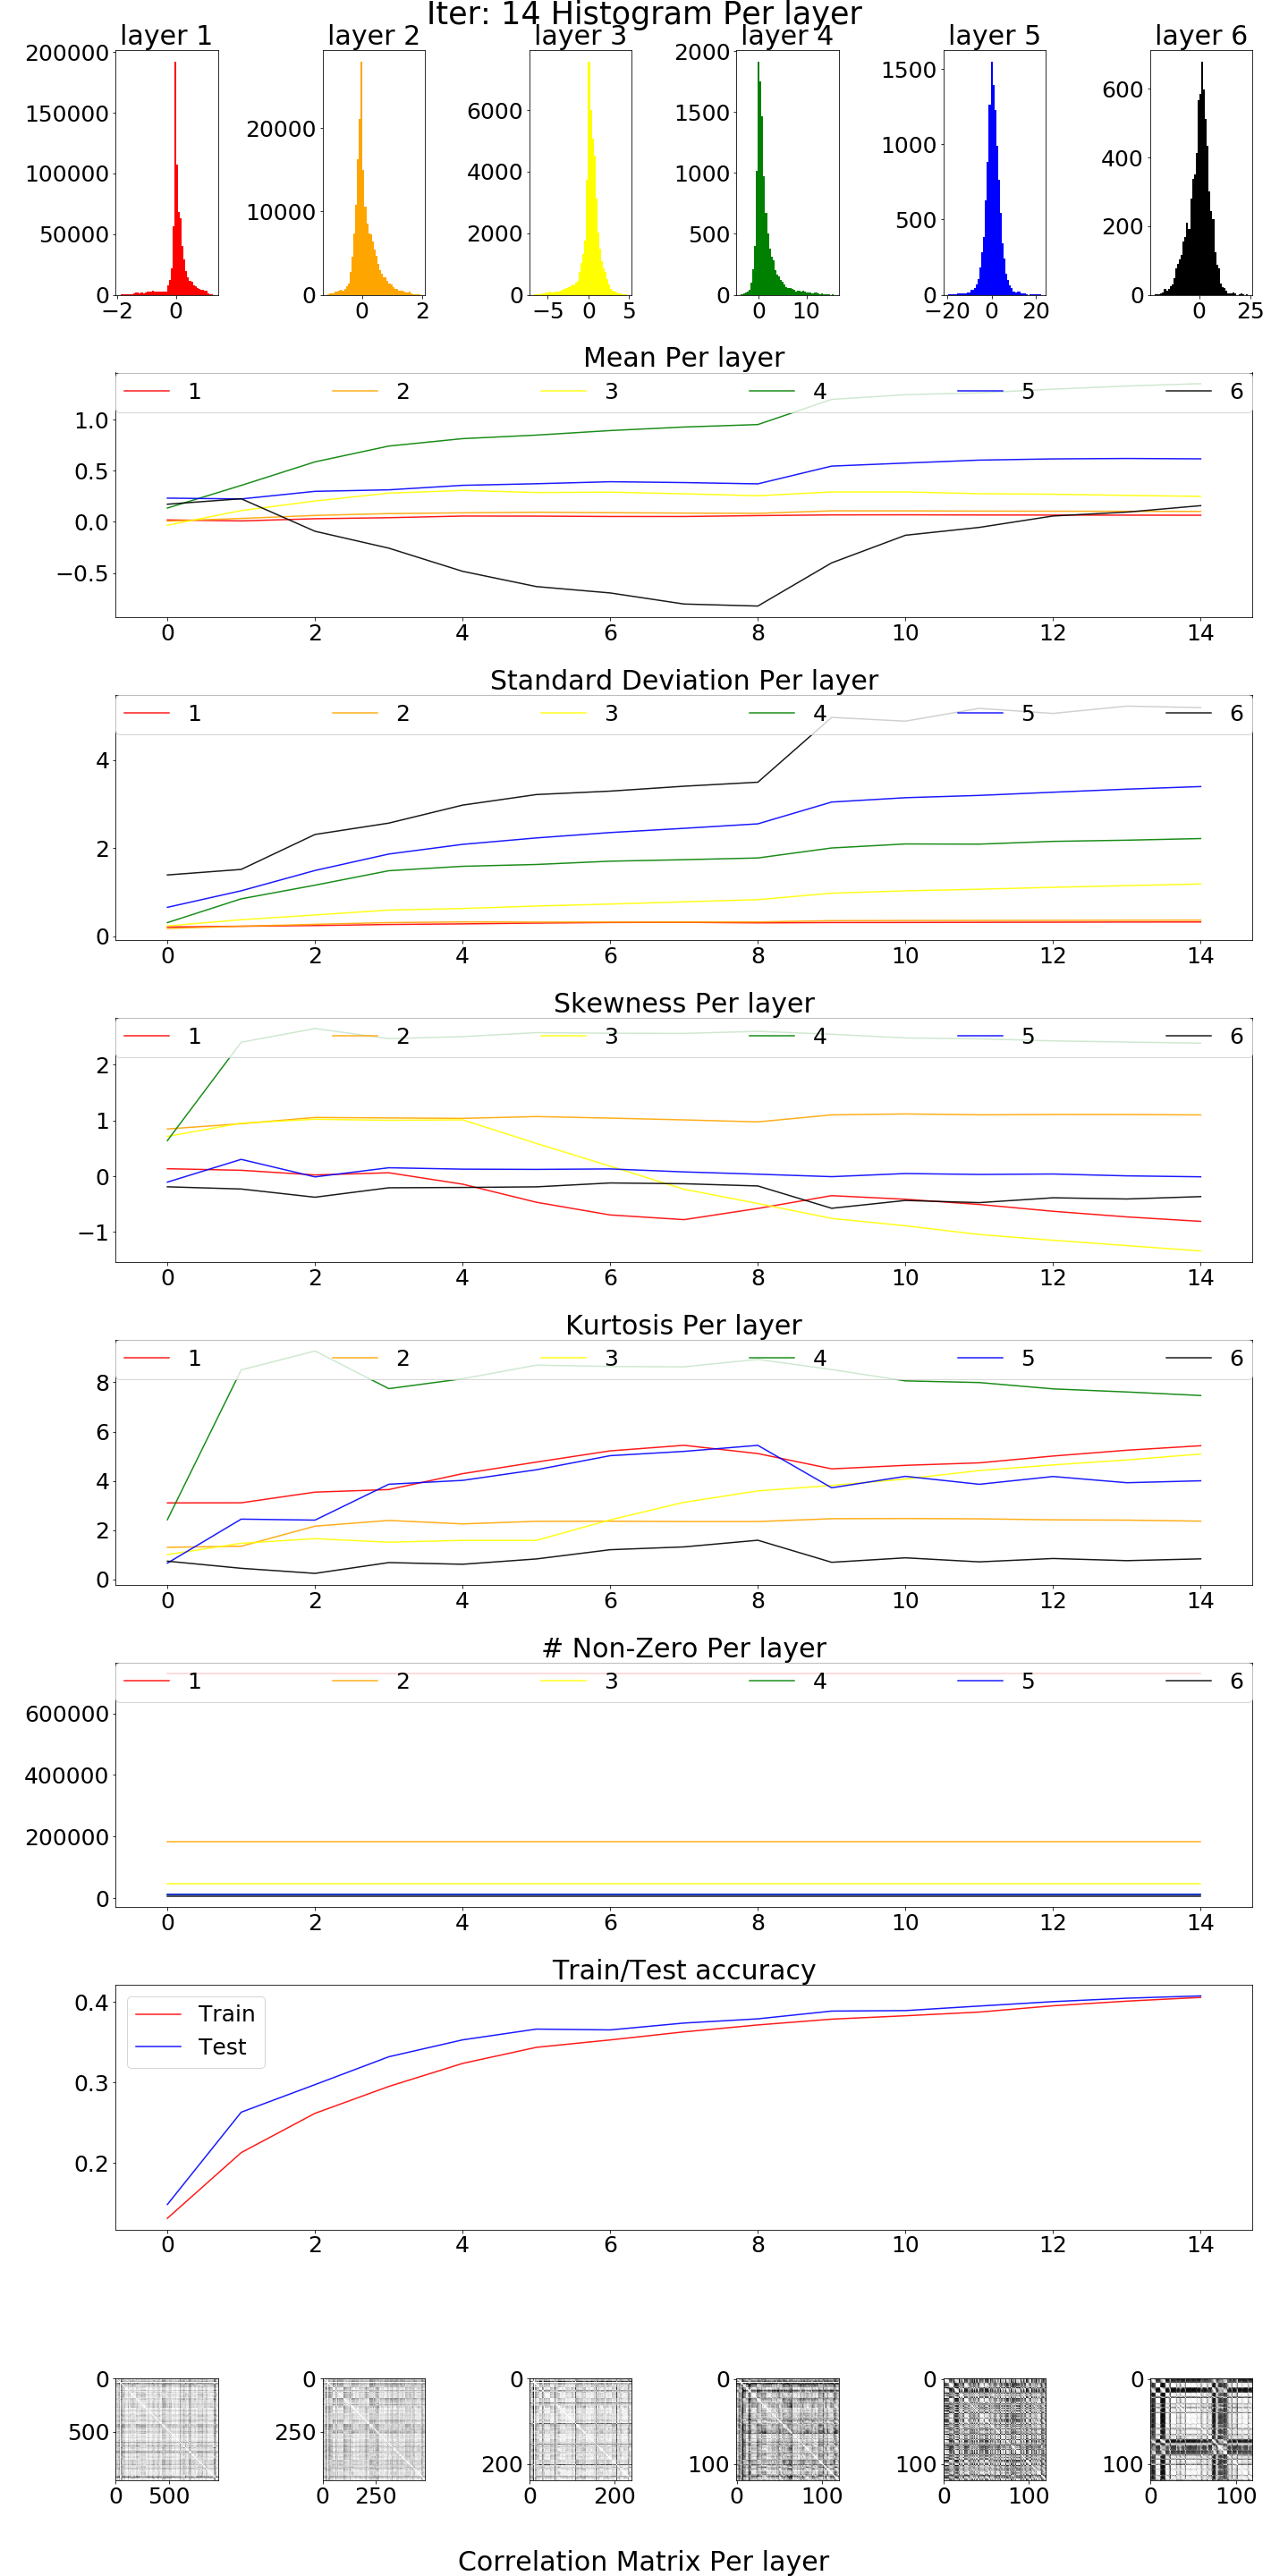 Iter: 14 Histogram Per layer
layer 1 layer 2 layer 3 layer 4 layer 5 layer 6
200000 150000 100000 50000 0
−2 0
20000 10000 0
0 2
6000 4000 2000 0
−5 0 5
2000 1500 1000 500 0
0 10
1500 1000 500 0
−20 0 20
600 400 200 0
0 25
Mean Per layer
1 2 3 4 5 6
1.0
0.5
0.0
−0.5
0 2 4 6 8 10 12 14
Standard Deviation Per layer
1 2 3 4 5 6
4
2
0
0 2 4 6 8 10 12 14
Skewness Per layer
1 2 3 4 5 6
2
1
0
−1
0 2 4 6 8 10 12 14
Kurtosis Per layer
1 2 3 4 5 6
8
6
4
2
0
0 2 4 6 8 10 12 14
# Non-Zero Per layer
1 2 3 4 5 6
600000
400000
200000
0
0 2 4 6 8 10 12 14
Train/Test accuracy
Train
Test
0.4
0.3
0.2
0 2 4 6 8 10 12 14
0 500
0 500
0 250
0 250
0 200
0 200
0 100
0 100
0 100
0 100
0 100
0 100
Correlation Matrix Per layer